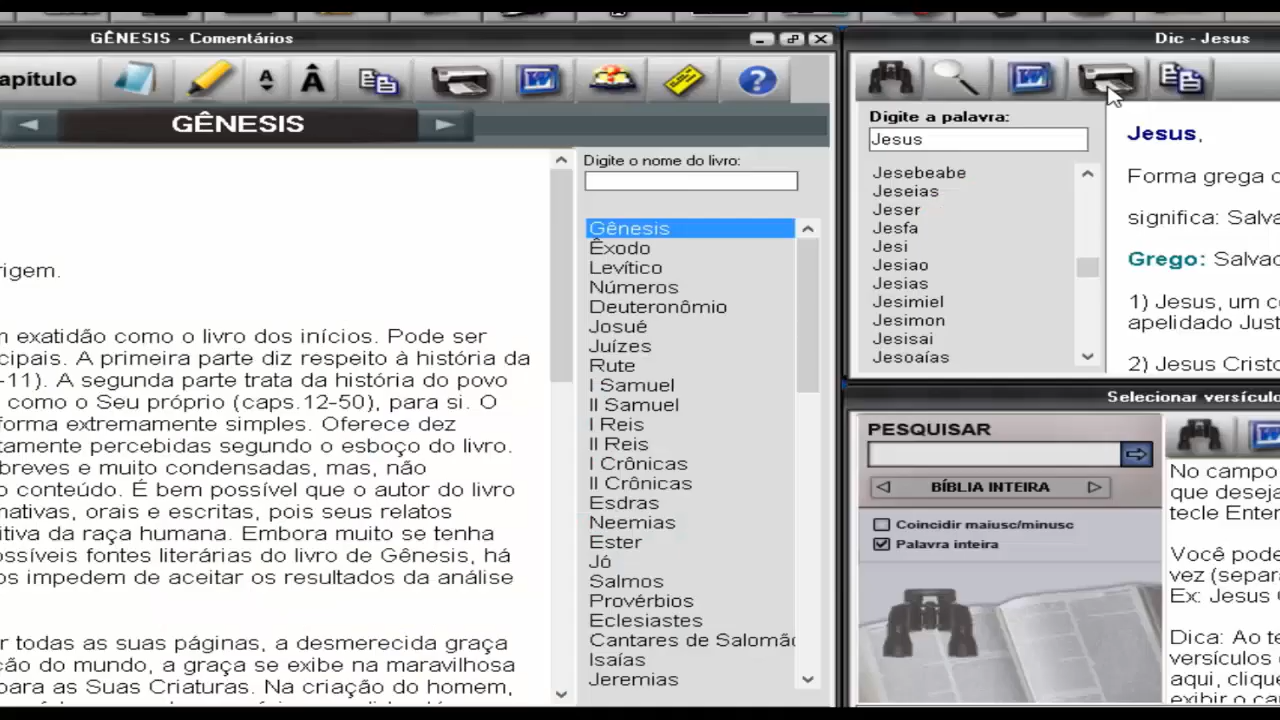 GÊNESIS - Comentários
apítulo
A
A
W
?
GÊNESIS
rigem.
exatidão como o livro dos inícios. Pode ser
cipais. A primeira parte diz respeito à história da
-11). A segunda parte trata da história do povo
como o Seu próprio (caps.12-50), para si. O
forma extremamente simples. Oferece dez
tamente percebidas segundo o esboço do livro.
breves e muito condensadas, mas, não
o conteúdo. É bem possível que o autor do livro
mativas, orais e escritas, pois seus relatos
itiva da raça humana. Embora muito se tenha
ossíveis fontes literárias do livro de Gênesis, há
os impedem de aceitar os resultados da análise
r todas as suas páginas, a desmerecida graça
ção do mundo, a graça se exibe na maravilhosa
para as Suas Criaturas. Na criação do homem,
Digite o nome do livro:
Gênesis
Êxodo
Levítico
Números
Deuteronômio
Josué
Juízes
Rute
I Samuel
II Samuel
I Reis
II Reis
I Crônicas
II Crônicas
Esdras
Neemias
Ester
Jó
Salmos
Provérbios
Eclesiastes
Cantares de Salomão
Isaías
Jeremias
Dic - Jesus
W
Digite a palavra:
Jesus
Jesebeabe
Jeseias
Jeser
Jesfa
Jesi
Jesiao
Jesias
Jesimiel
Jesimon
Jesisai
Jesoaías
Jesus,
Forma grega
significa: Salva
Grego: Salvac
1) Jesus, um
apelidado Just
2) Jesus Cristo
Selecionar versículo
PESQUISAR
BÍBLIA INTEIRA
Coincidir maiusc/minusc
Palavra inteira
W
No campo
que deseja
tecle Enter
Você pode
vez (separa
Ex: Jesus
Dica: Ao te
versículos
aqui, clique
exibir o ca